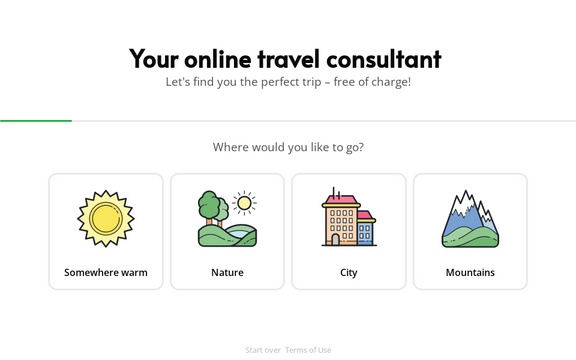 Your online travel consultant
Let's find you the perfect trip – free of charge!
Where would you like to go?
Somewhere warm
Nature
City
Mountains
Start over Terms of Use